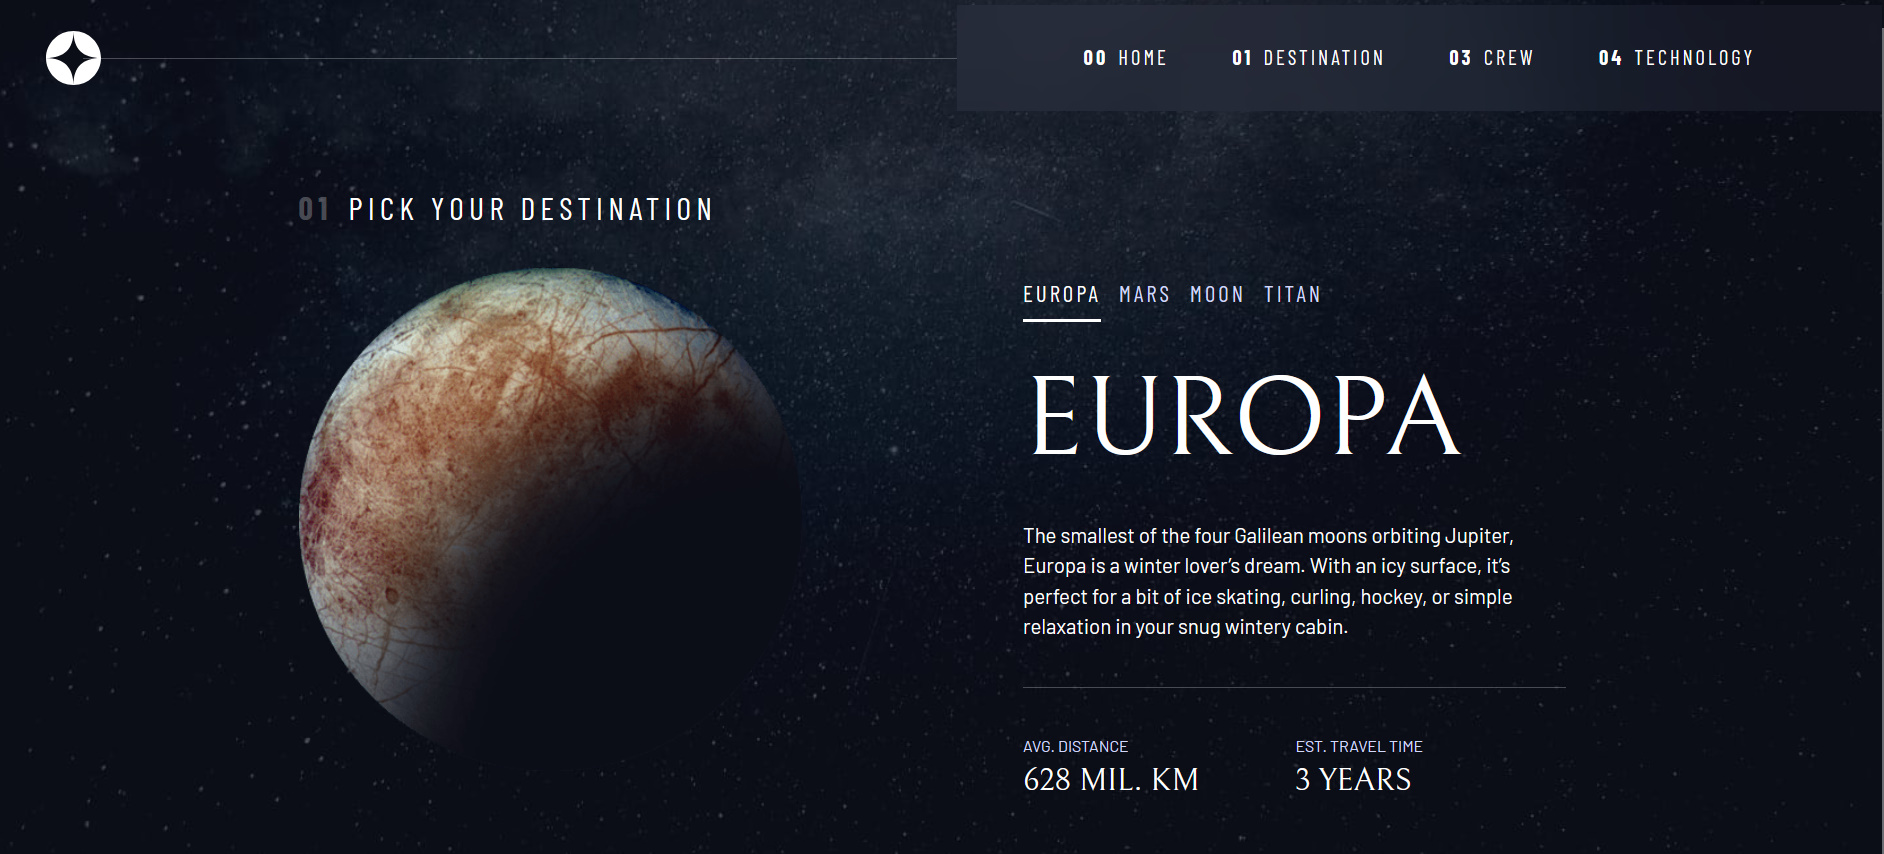 00 HOME 01 DESTINATION 03 CREW 04 TECHNOLOGY
01 PICK YOUR DESTINATION
EUROPA MARS MOON TITAN
EUROPA
The smallest of the four Galilean moons orbiting Jupiter,
Europa is a winter lover’s dream. With an icy surface, it’s
perfect for a bit of ice skating, curling, hockey, or simple
relaxation in your snug wintery cabin.
AVG. DISTANCE EST. TRAVEL TIME
628 MIL. KM 3 YEARS